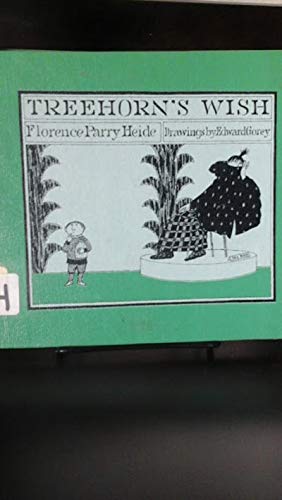 TREEHORN'S WISH
Florence Parry Heide Drawings by Edward Gorey
H